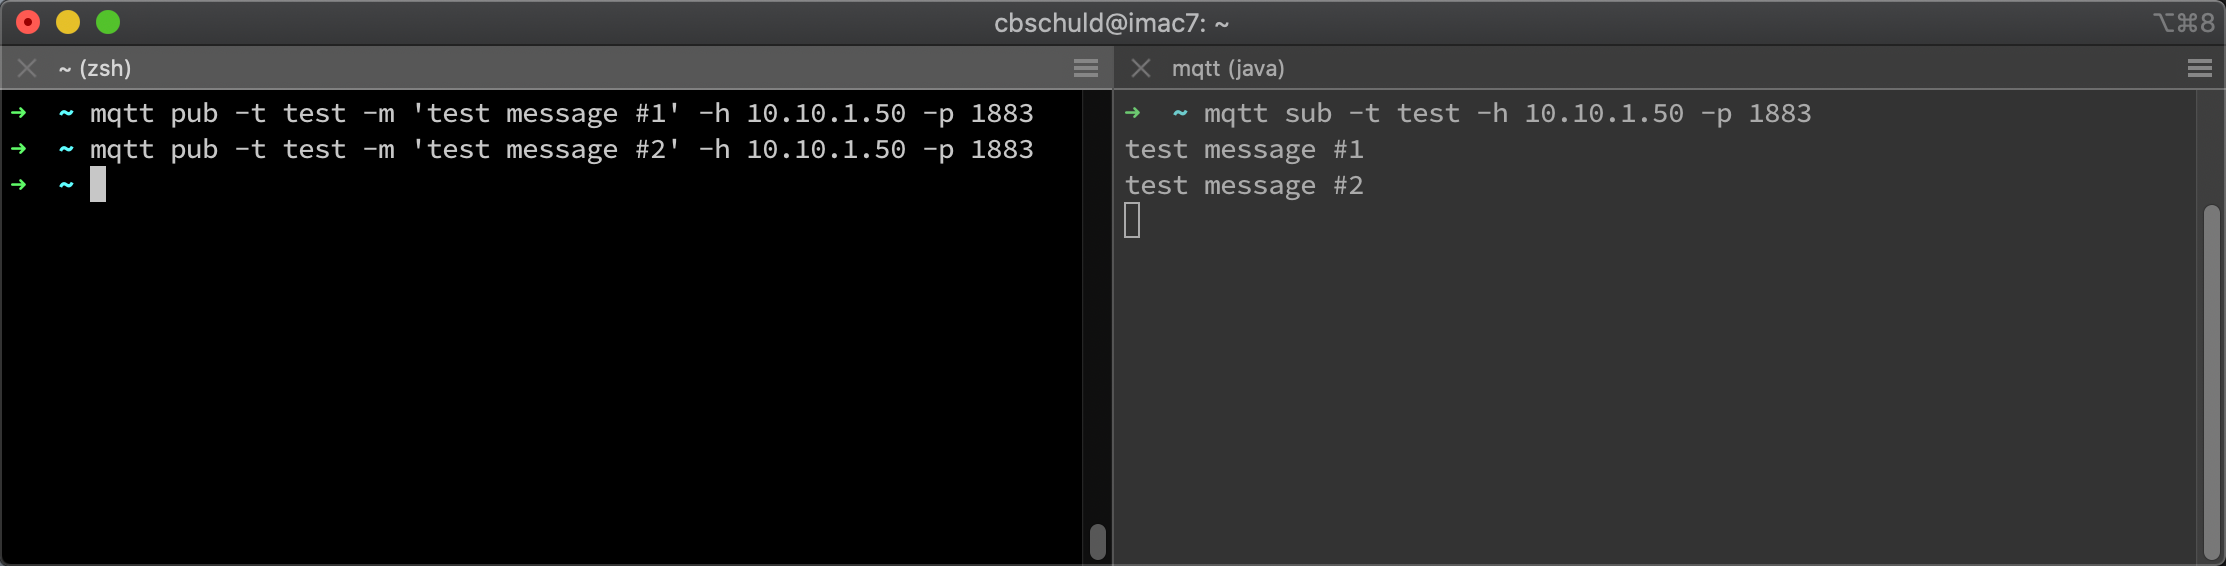 cbschuld@imac7: ~
⌥⌘8
~ (zsh)
➜ ~ mqtt pub -t test -m 'test message #1' -h 10.10.1.50 -p 1883
➜ ~ mqtt pub -t test -m 'test message #2' -h 10.10.1.50 -p 1883
➜ ~
mqtt (java)
➜ ~ mqtt sub -t test -h 10.10.1.50 -p 1883
test message #1
test message #2